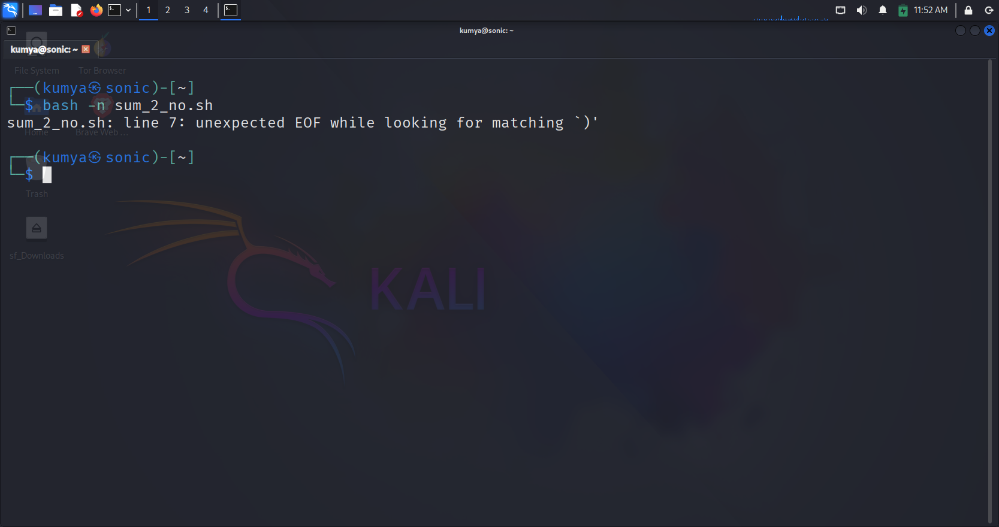 1 2 3 4 11:52 AM
kumya@sonic: ~
kumya@sonic: ~
File System Tor Browser
┌──(kumya㉿sonic)-[~]
└─$ bash -n sum_2_no.sh
sum_2_no.sh: line 7: unexpected EOF while looking for matching `)'
Home Brave Web ...
┌──(kumya㉿sonic)-[~]
└─$
Trash
sf_Downloads
KALI